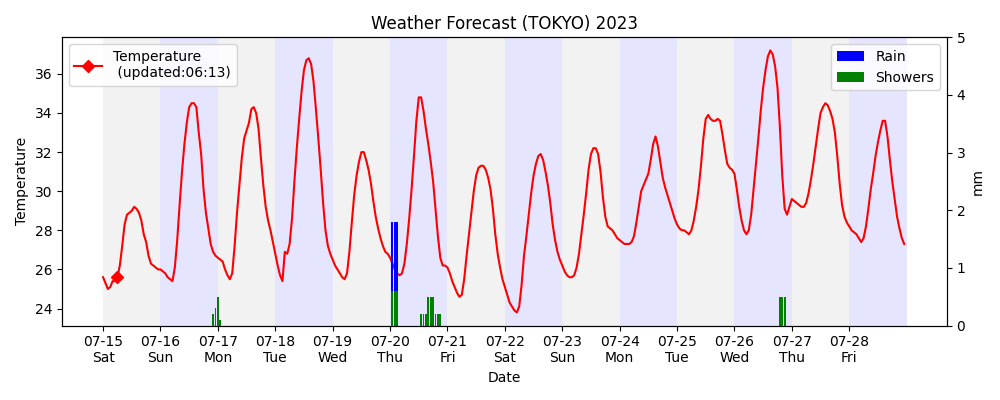 Weather Forecast (TOKYO) 2023
Temperature
(updated:06:13)
Rain
Showers
Temperature
36
34
32
30
28
26
24
5
4
3
2
1
0
mm
07-15 07-16 07-17 07-18 07-19 07-20 07-21 07-22 07-23 07-24 07-25 07-26 07-27 07-28
Sat Sun Mon Tue Wed Thu Fri Sat Sun Mon Tue Wed Thu Fri
Date